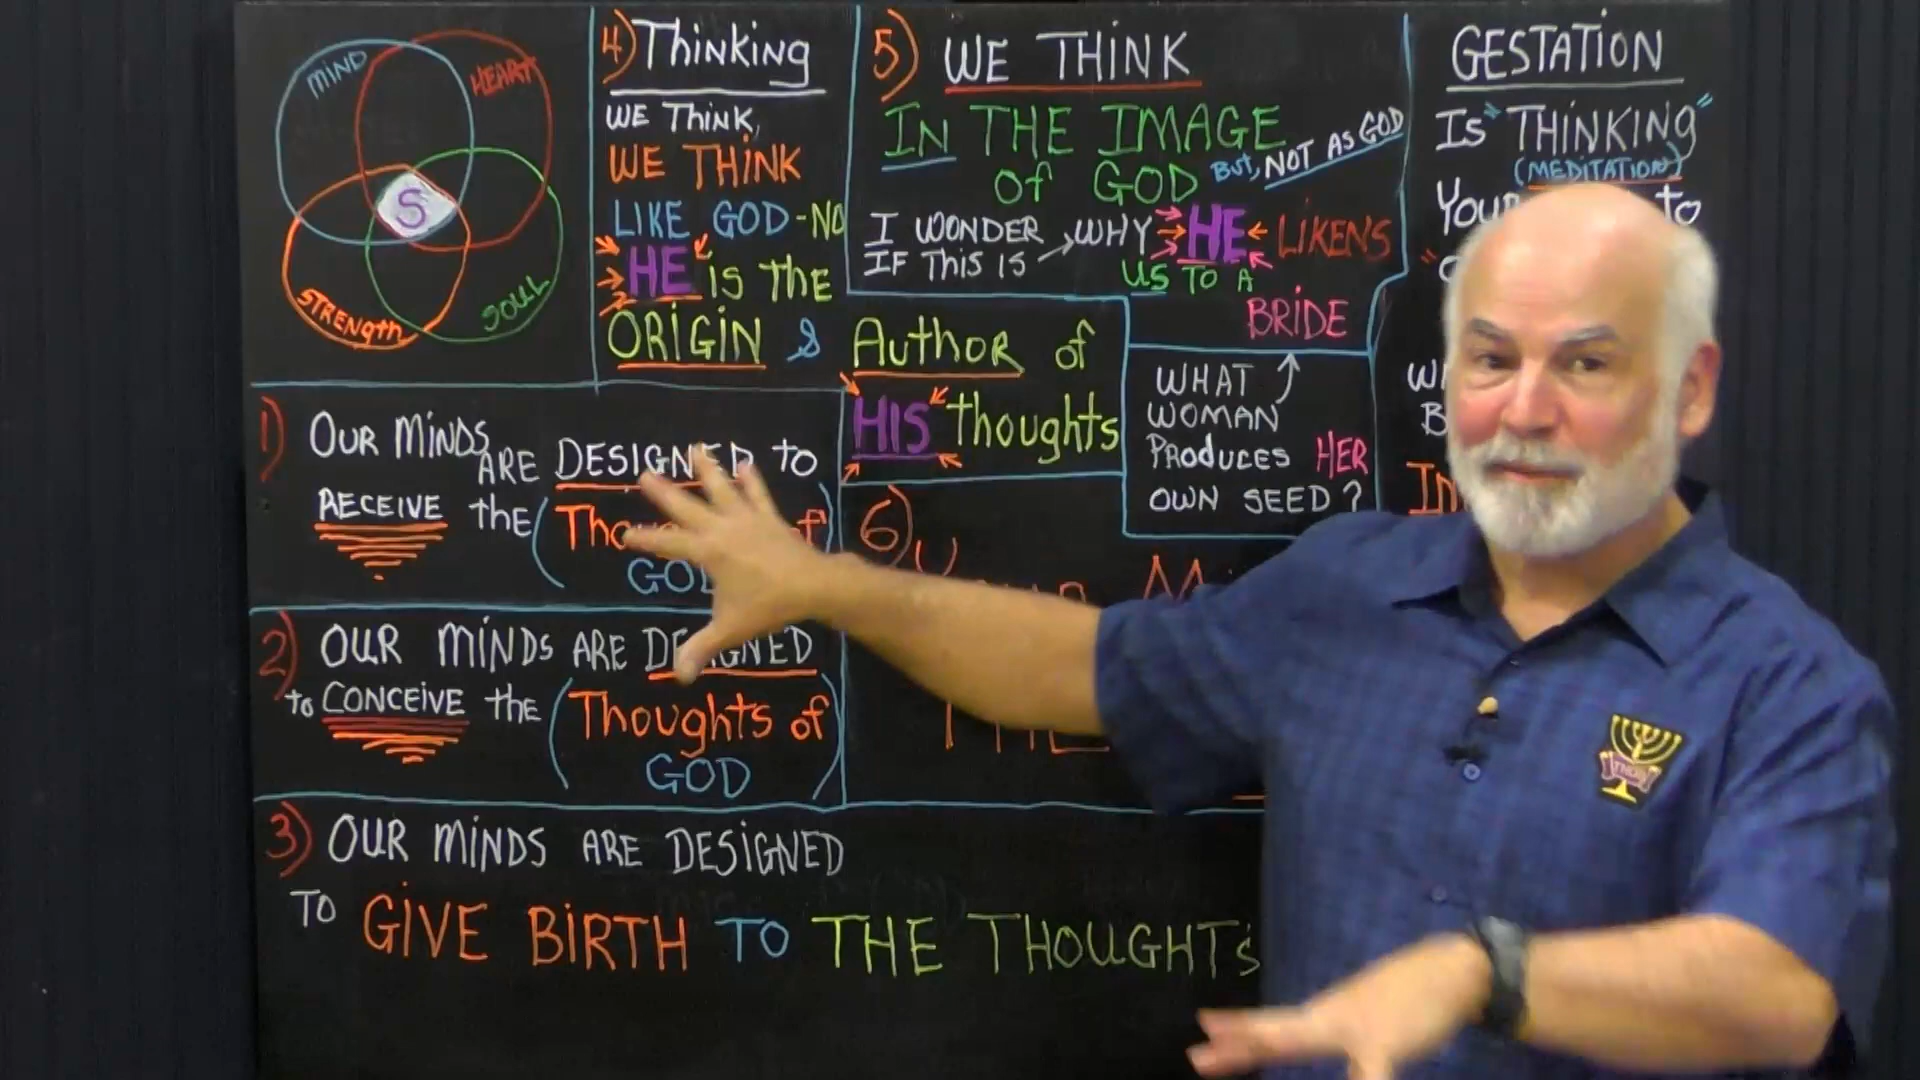 MIND
HEART
S
STRENGTH
SOUL
4) Thinking
WE THINK,
WE THINK
LIKE GOD-NO
HE is THE
ORIGIN & Author of
HIS thoughts
5) WE THINK
IN THE IMAGE
Of GOD But, NOT AS GOD
I WONDER WHY HE LIKENS
IF THIS IS US TO A
BRIDE
WHAT
WOMAN
PRODUCES HER
OWN SEED?
GESTATION
Is "THINKING"
(MEDITATION)
to
1) OUR MINDS
ARE DESIGNED to
RECEIVE the
GOD
2) OUR MINDS ARE DESIGNED
to CONCEIVE the (Thoughts of
GOD)
3) OUR MINDS ARE DESIGNED
TO GIVE BIRTH TO THE THOUGHTS
6)